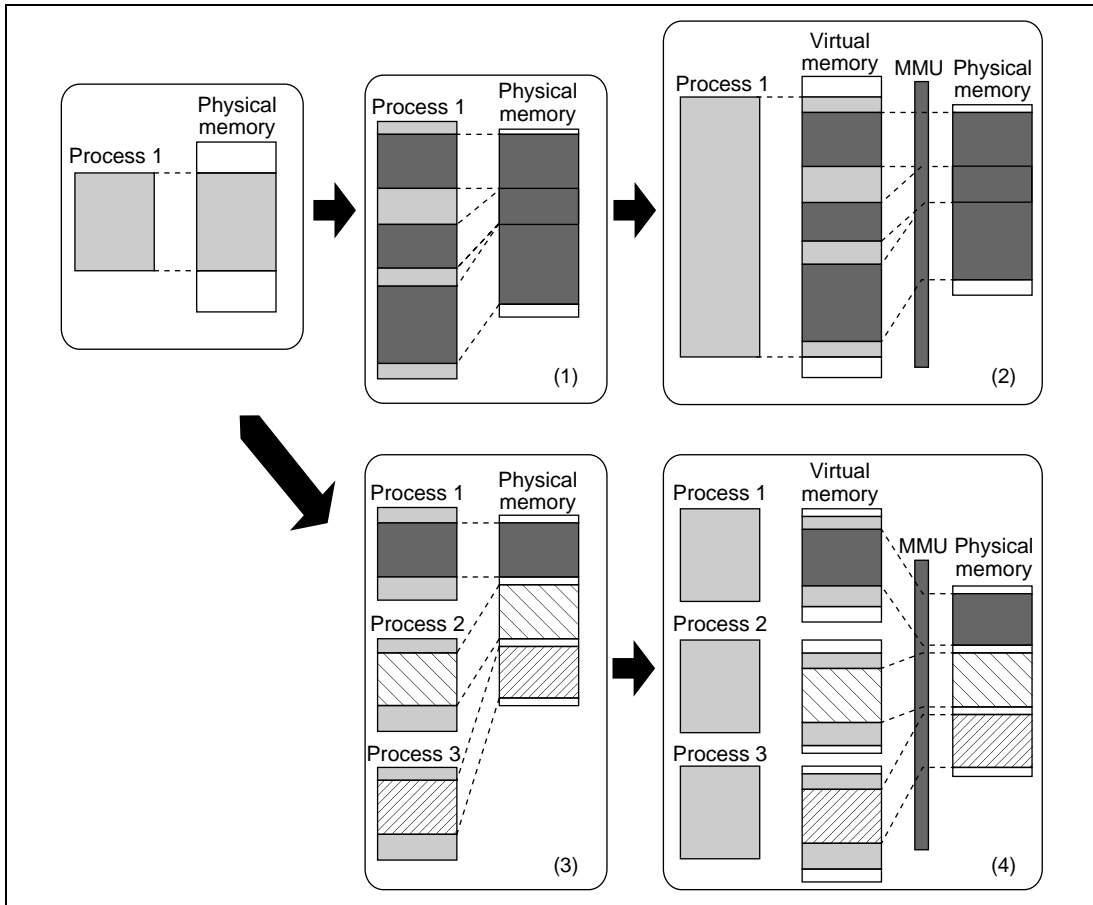 Physical
memory
Process 1
Process 1
Physical
memory
(1)
Process 1
Virtual
memory
MMU
Physical
memory
(2)
Process 1
Physical
memory
Process 2
Process 3
(3)
Process 1
Virtual
memory
MMU
Physical
memory
Process 2
Process 3
(4)